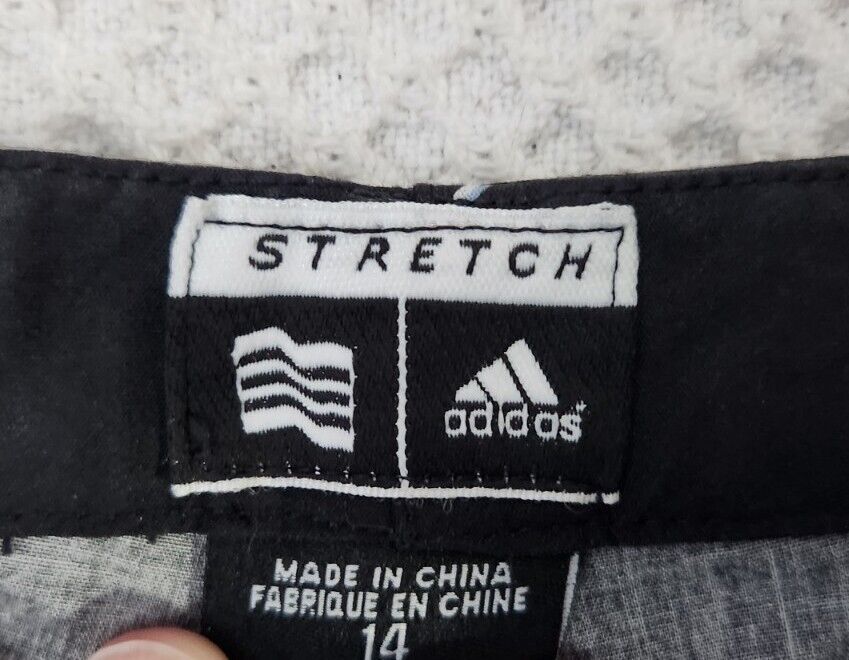 STRETCH
adidas
MADE IN CHINA
FABRIQUE EN CHINE
14